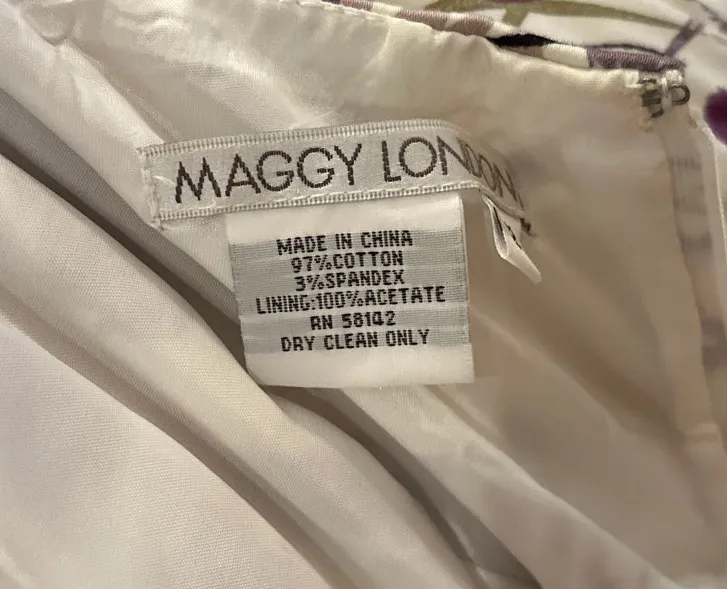 MAGGY LONDON
MADE IN CHINA
97%COTTON
3%SPANDEX
LINING:100%ACETATE
RN 58142
DRY CLEAN ONLY